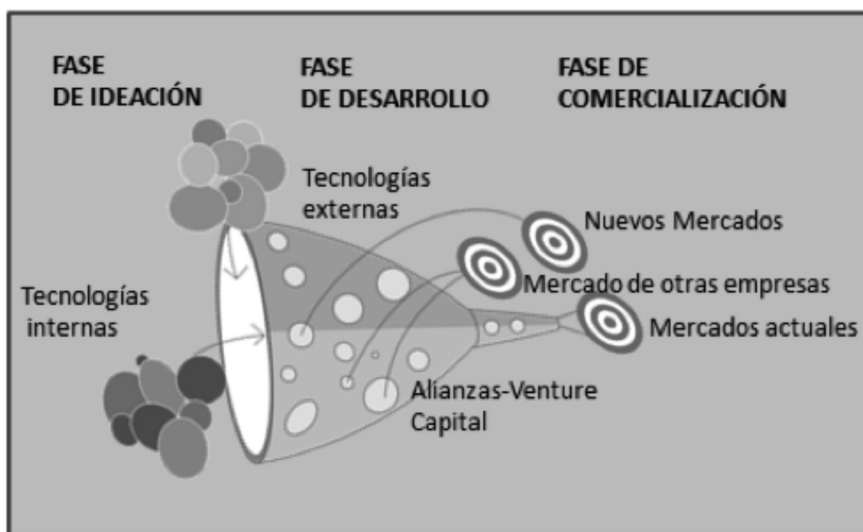 FASE
DE IDEACIÓN
FASE
DE DESARROLLO
FASE DE
COMERCIALIZACIÓN
Tecnologías
externas
Nuevos Mercados
Mercado de otras empresas
Tecnologías
internas
Mercados actuales
Alianzas-Venture
Capital